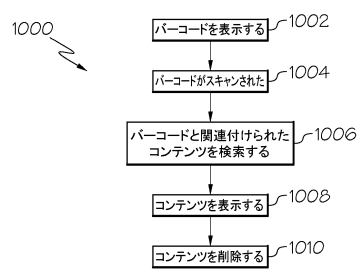 1000
バーコードを表示する
1002
バーコードがスキャンされた
1004
バーコードと関連付けられた
コンテンツを検索する
1006
コンテンツを表示する
1008
コンテンツを削除する
1010